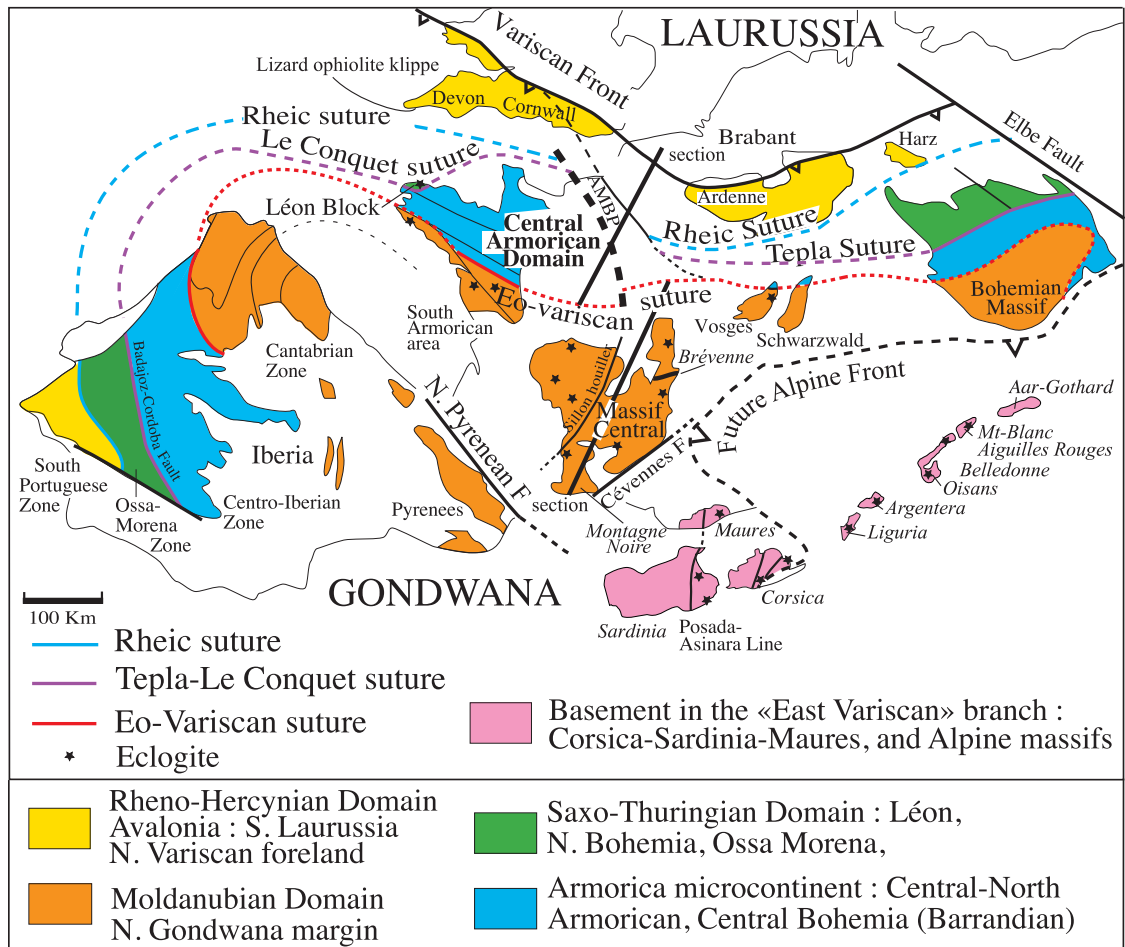 LAURUSSIA
Variscan Front
Lizard ophiolite klippe
Devon
Cornwall
Rheic suture
Le Conquet suture
Brabant
section
Harz
Elbe Fault
Ardenne
AMBP
Léon Block
Central
Armorican
Domain
Rheic Suture
Tepla Suture
Eo-variscan suture
Bohemian
Massif
South
Armorican
area
Vosges
Schwarzwald
Cantabrian
Zone
Badajoz-Cordoba Fault
Brévenne
Sillon houiller
Massif
Central
Future Alpine Front
N. Pyrenean F.
Aar-Gothard
Mt-Blanc
Aiguilles Rouges
Belledonne
Oisans
Argentera
Liguria
Iberia
South
Portuguese
Zone
Ossa-
Morena
Zone
Centro-Iberian
Zone
Pyrenees
section
Cévennes F.
Montagne
Noire
Maures
GONDWANA
Corsica
Sardinia
Posada-
Asinara Line
100 Km
Rheic suture
Tepla-Le Conquet suture
Eo-Variscan suture
Eclogite
Basement in the «East Variscan» branch :
Corsica-Sardinia-Maures, and Alpine massifs
Rheno-Hercynian Domain
Avalonia : S. Laurussia
N. Variscan foreland
Moldanubian Domain
N. Gondwana margin
Saxo-Thuringian Domain : Léon,
N. Bohemia, Ossa Morena,
Armorica microcontinent : Central-North
Armorican, Central Bohemia (Barrandian)